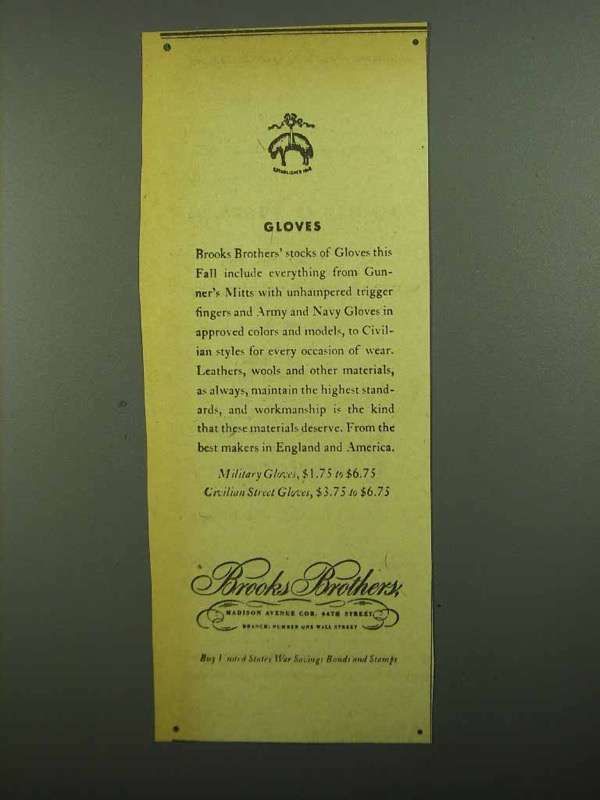 ESTABLISHED 1818
GLOVES
Brooks Brothers' stocks of Gloves this
Fall include everything from Gun-
ner's Mitts with unhampered trigger
fingers and Army and Navy Gloves in
approved colors and models, to Civil-
ian styles for every occasion of wear.
Leathers, wools and other materials,
as always, maintain the highest stand-
ards, and workmanship is the kind
that these materials deserve. From the
best makers in England and America.
Military Gloves, $1.75 to $6.75
Civilian Street Gloves, $3.75 to $6.75
Brooks Brothers,
MADISON AVENUE COR. 44TH STREET
BRANCH: NUMBER ONE WALL STREET
Buy United States War Savings Bonds and Stamps